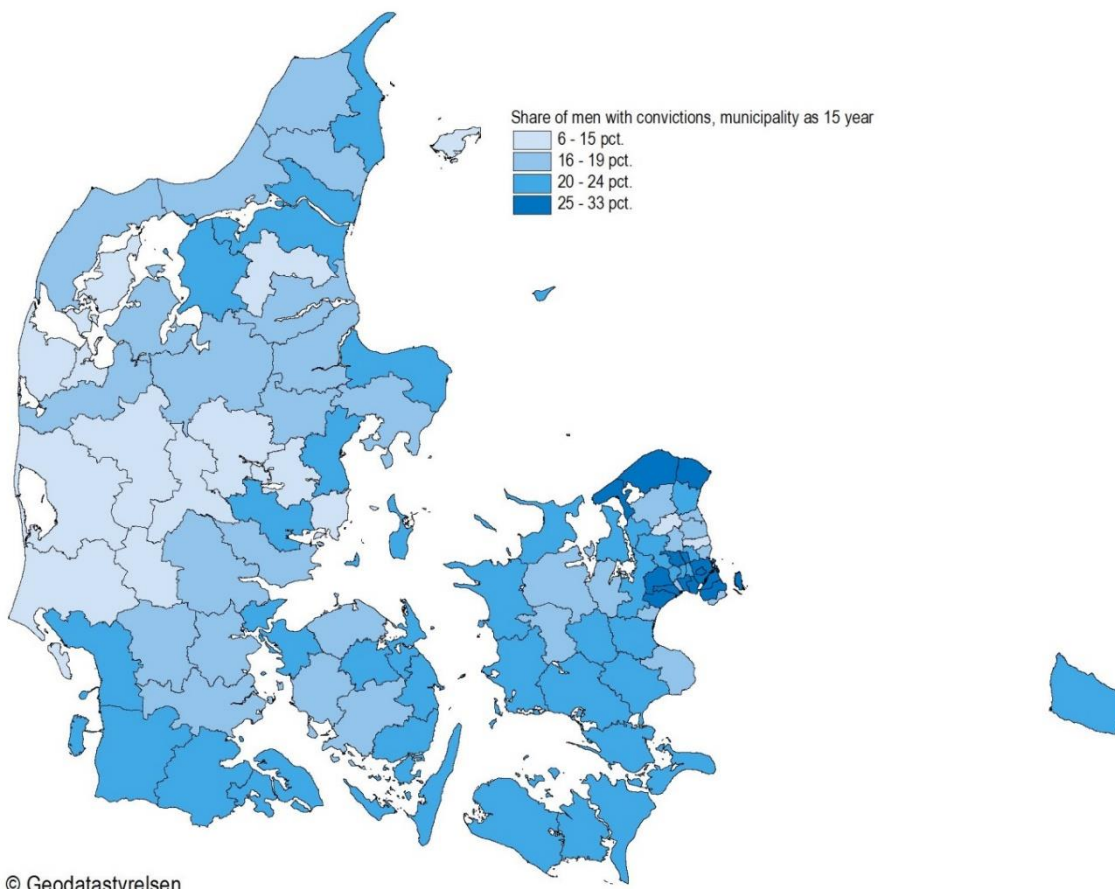 Share of men with convictions, municipality as 15 year
6 - 15 pct.
16 - 19 pct.
20 - 24 pct.
25 - 33 pct.
© Geodatastyrelsen